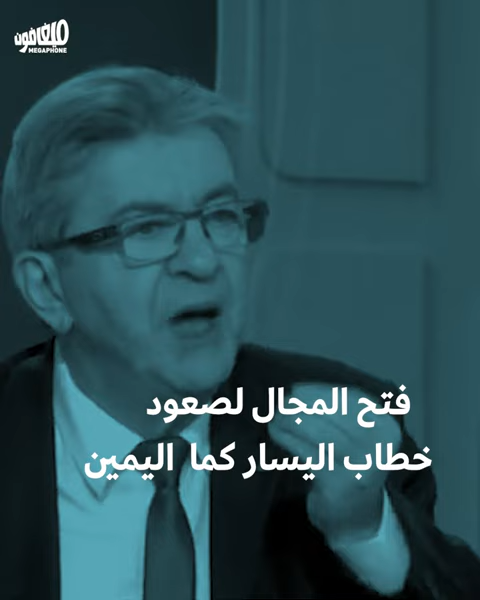 ميغافون
MEGAPHONE
فتح المجال لصعود
خطاب اليسار كما اليمين